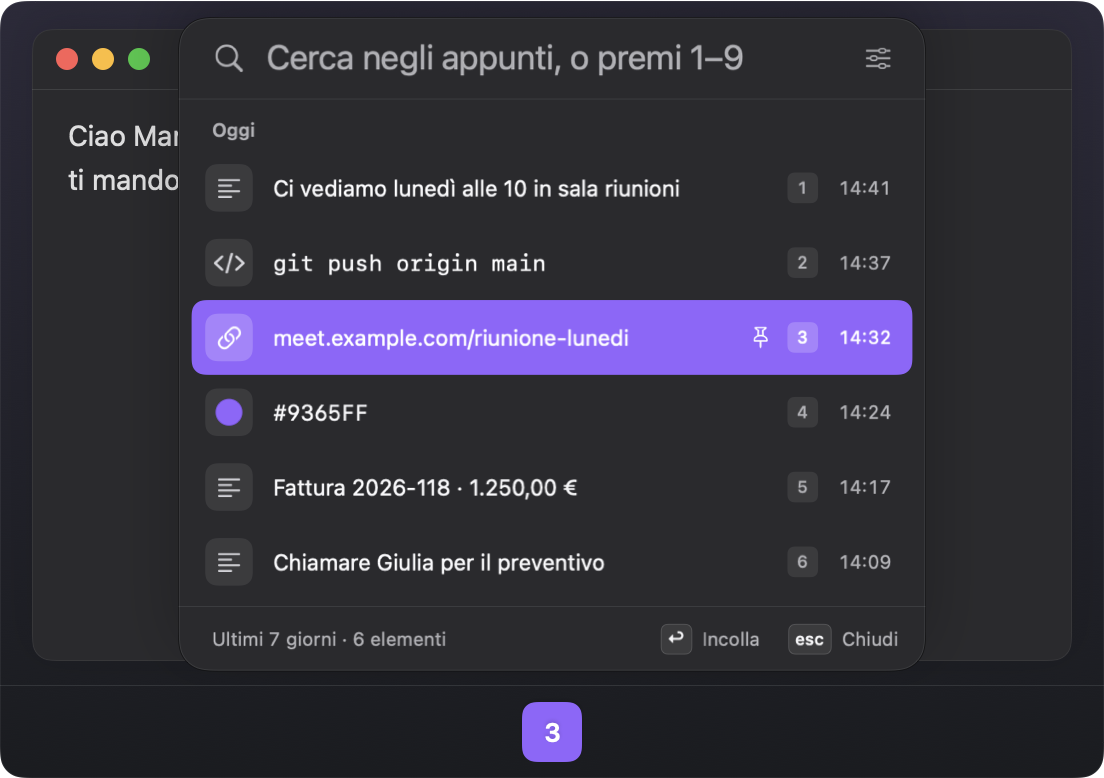 Cerca negli appunti, o premi 1–9
Ciao Mar
ti mando
Oggi
Ci vediamo lunedì alle 10 in sala riunioni 1 14:41
</> git push origin main 2 14:37
meet.example.com/riunione-lunedi 3 14:32
#9365FF 4 14:24
Fattura 2026-118 · 1.250,00 € 5 14:17
Chiamare Giulia per il preventivo 6 14:09
Ultimi 7 giorni · 6 elementi Incolla esc Chiudi
3